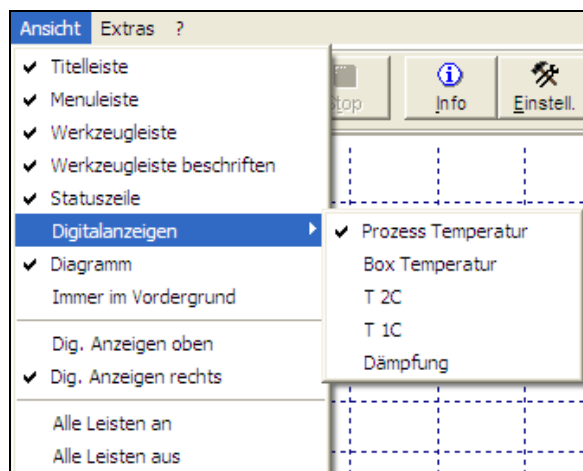 Ansicht Extras ?
Titelleiste
Menuleiste
Werkzeugleiste
Werkzeugleiste beschriften
Statuszeile
Digitalanzeigen
Diagramm
Immer im Vordergrund
Dig. Anzeigen oben
Dig. Anzeigen rechts
Alle Leisten an
Alle Leisten aus
Stop Info Einstell.
Prozess Temperatur
Box Temperatur
T 2C
T 1C
Dämpfung